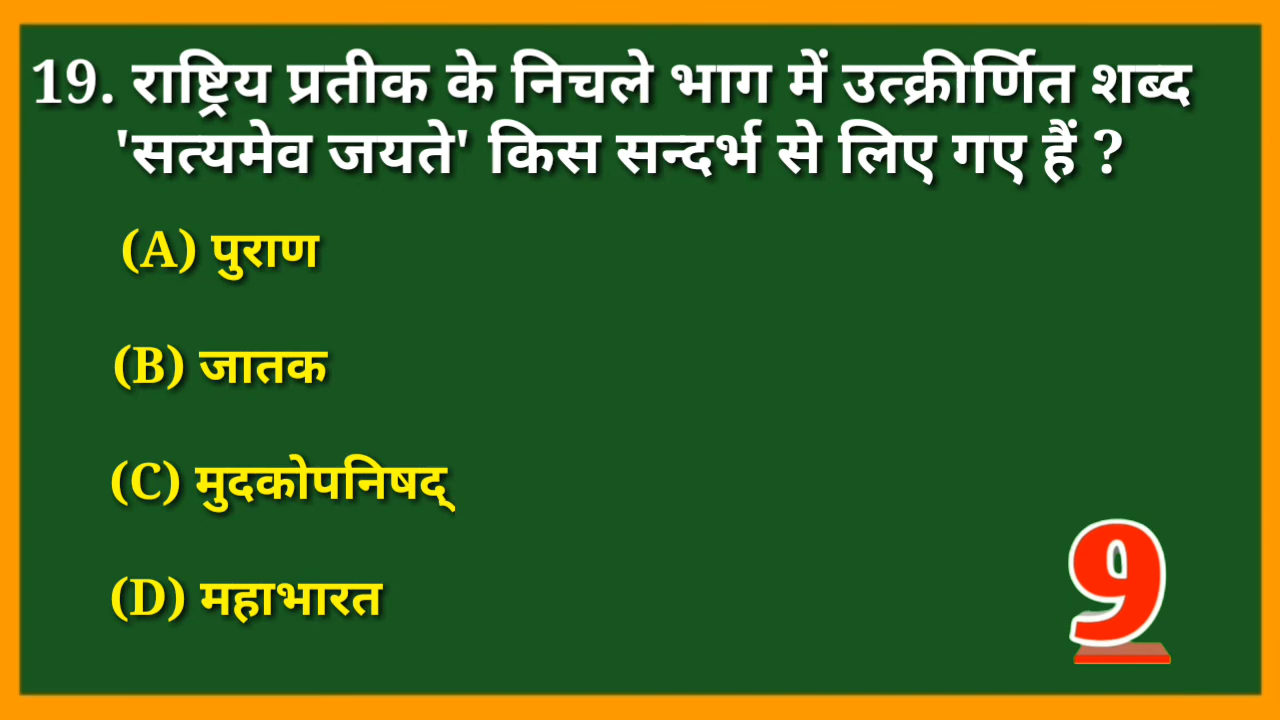 19. राष्ट्रिय प्रतीक के निचले भाग में उत्क्रीर्णित शब्द
'सत्यमेव जयते' किस सन्दर्भ से लिए गए हैं ?
(A) पुराण
(B) जातक
(C) मुदकोपनिषद्
(D) महाभारत
9